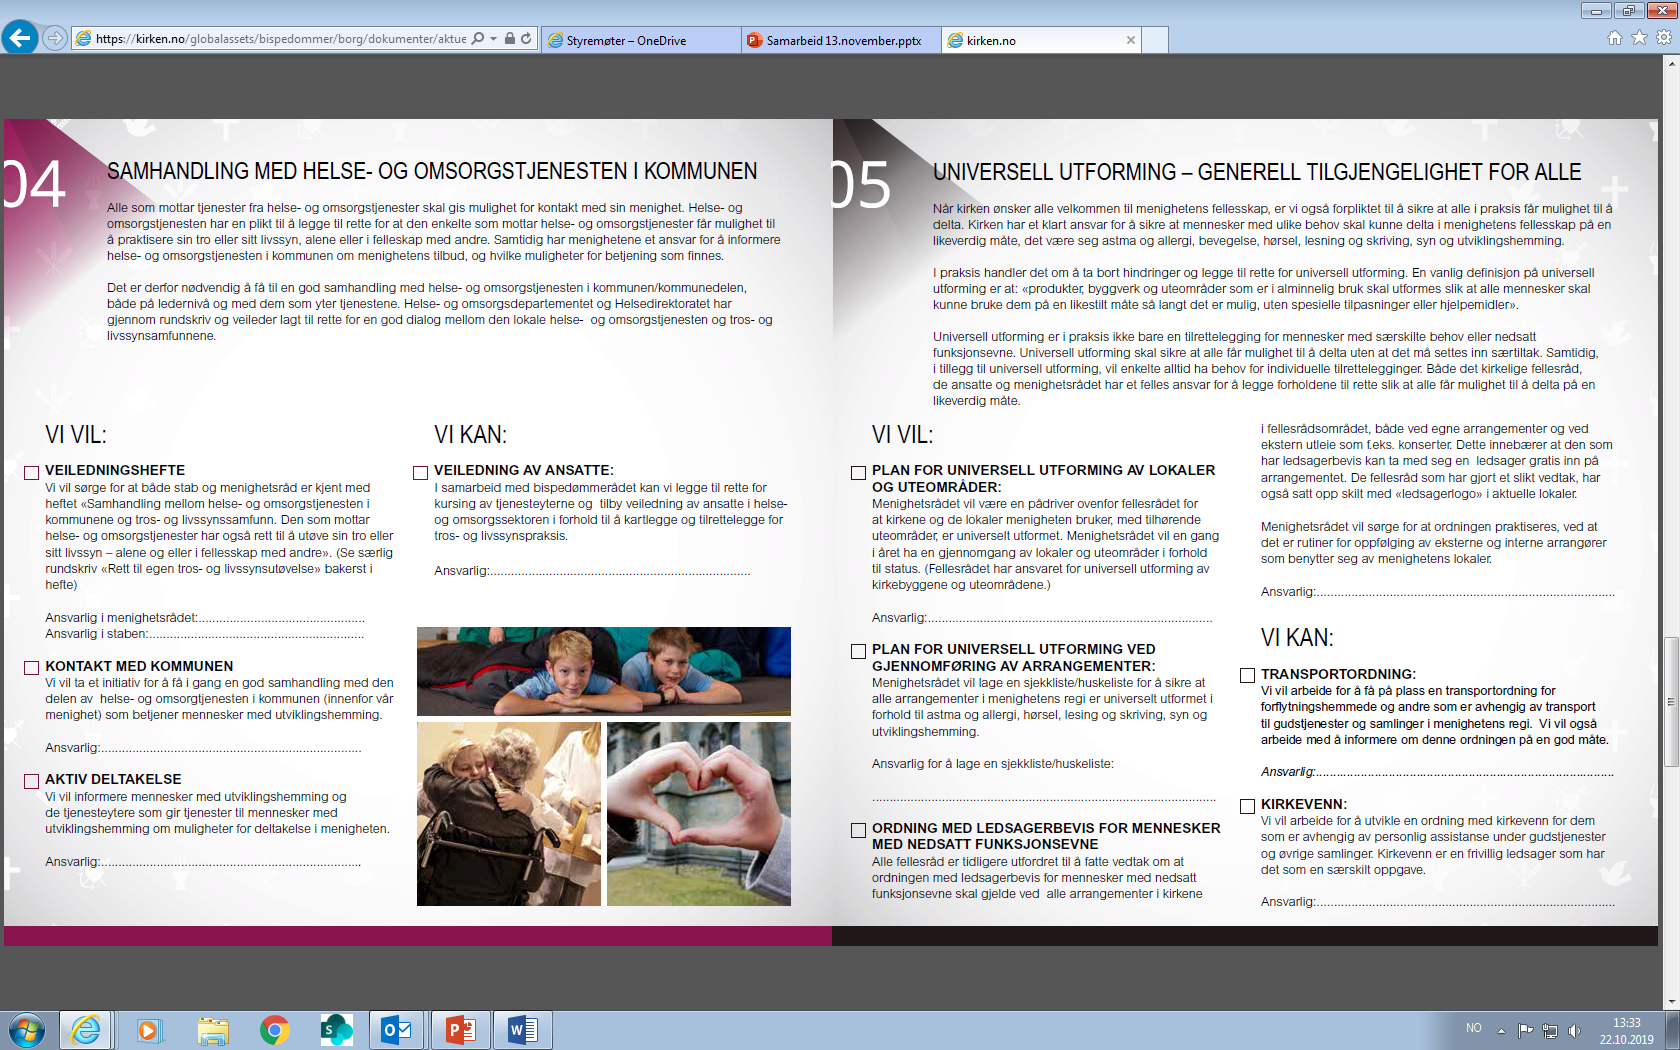 https://kirken.no/globalassets/bispedommer/borg/dokumenter/aktue
Styremøter – OneDrive
Samarbeid 13.november.pptx
kirken.no
04
SAMHANDLING MED HELSE- OG OMSORGSTJENESTEN I KOMMUNEN
Alle som mottar tjenester fra helse- og omsorgstjenester skal gis mulighet for kontakt med sin menighet. Helse- og
omsorgstjenesten har en plikt til å legge til rette for at den enkelte som mottar helse- og omsorgstjenester får mulighet til
å praktisere sin tro eller sitt livssyn, alene eller i felleskap med andre. Samtidig har menighetene et ansvar for å informere
helse- og omsorgstjenesten i kommunen om menighetens tilbud, og hvilke muligheter for betjening som finnes.
Det er derfor nødvendig å få til en god samhandling med helse- og omsorgstjenesten i kommunen/kommunedelen,
både på ledernivå og med dem som yter tjenestene. Helse- og omsorgsdepartementet og Helsedirektoratet har
gjennom rundskriv og veileder lagt til rette for en god dialog mellom den lokale helse-  og omsorgstjenesten og tros- og
livssynsamfunnene.
VI VIL:
VEILEDNINGSHEFTE
Vi vil sørge for at både stab og menighetsråd er kjent med
heftet «Samhandling mellom helse- og omsorgstjenesten i
kommunene og tros- og livssynssamfunn. Den som mottar
helse- og omsorgstjenester har også rett til å utøve sin tro eller
sitt livssyn – alene og eller i fellesskap med andre». (Se særlig
rundskriv «Rett til egen tros- og livssynsutøvelse» bakerst i
hefte)
Ansvarlig i menighetsrådet:................................................
Ansvarlig i staben:..............................................................
KONTAKT MED KOMMUNEN
Vi vil ta et initiativ for å få i gang en god samhandling med den
delen av  helse- og omsorgtjenesten i kommunen (innenfor vår
menighet) som betjener mennesker med utviklingshemming.
Ansvarlig:...........................................................................
AKTIV DELTAKELSE
Vi vil informere mennesker med utviklingshemming og
de tjenesteytere som gir tjenester til mennesker med
utviklingshemming om muligheter for deltakelse i menigheten.
Ansvarlig:...........................................................................
VI KAN:
VEILEDNING AV ANSATTE:
I samarbeid med bispedømmerådet kan vi legge til rette for
kursing av tjenesteyterne og  tilby veiledning av ansatte i helse-
og omsorgssektoren i forhold til å kartlegge og tilrettelegge for
tros- og livssynspraksis.
Ansvarlig:...........................................................................
05
UNIVERSELL UTFORMING – GENERELL TILGJENGELIGHET FOR ALLE
Når kirken ønsker alle velkommen til menighetens fellesskap, er vi også forpliktet til å sikre at alle i praksis får mulighet til å
delta. Kirken har et klart ansvar for å sikre at mennesker med ulike behov skal kunne delta i menighetens fellesskap på en
likeverdig måte, det være seg astma og allergi, bevegelse, hørsel, lesning og skriving, syn og utviklingshemming.
I praksis handler det om å ta bort hindringer og legge til rette for universell utforming. En vanlig definisjon på universell
utforming er at: «produkter, byggverk og uteområder som er i alminnelig bruk skal utformes slik at alle mennesker skal
kunne bruke dem på en likestilt måte så langt det er mulig, uten spesielle tilpasninger eller hjelpemidler».
Universell utforming er i praksis ikke bare en tilrettelegging for mennesker med særskilte behov eller nedsatt
funksjonsevne. Universell utforming skal sikre at alle får mulighet til å delta uten at det må settes inn særtiltak. Samtidig,
i tillegg til universell utforming, vil enkelte alltid ha behov for individuelle tilrettelegginger. Både det kirkelige fellesråd,
de ansatte og menighetsrådet har et felles ansvar for å legge forholdene til rette slik at alle får mulighet til å delta på en
likeverdig måte.
VI VIL:
PLAN FOR UNIVERSELL UTFORMING AV LOKALER
OG UTEOMRÅDER:
Menighetsrådet vil være en pådriver ovenfor fellesrådet for
at kirkene og de lokaler menigheten bruker, med tilhørende
uteområder, er universelt utformet. Menighetsrådet vil en gang
i året ha en gjennomgang av lokaler og uteområder i forhold
til status. (Fellesrådet har ansvaret for universell utforming av
kirkebyggene og uteområdene.)
Ansvarlig:..................................................................................
PLAN FOR UNIVERSELL UTFORMING VED
GJENNOMFØRING AV ARRANGEMENTER:
Menighetsrådet vil lage en sjekkliste/huskeliste for å sikre at
alle arrangementer i menighetens regi er universelt utformet i
forhold til astma og allergi, hørsel, lesing og skriving, syn og
utviklingshemming.
Ansvarlig for å lage en sjekkliste/huskeliste:
...................................................................................................
ORDNING MED LEDSAGERBEVIS FOR MENNESKER
MED NEDSATT FUNKSJONSEVNE
Alle fellesråd er tidligere utfordret til å fatte vedtak om at
ordningen med ledsagerbevis for mennesker med nedsatt
funksjonsevne skal gjelde ved  alle arrangementer i kirkene
i fellesrådsområdet, både ved egne arrangementer og ved
ekstern utleie som f.eks. konserter. Dette innebærer at den som
har ledsagerbevis kan ta med seg en  ledsager gratis inn på
arrangementet. De fellesråd som har gjort et slikt vedtak, har
også satt opp skilt med «ledsagerlogo» i aktuelle lokaler.
Menighetsrådet vil sørge for at ordningen praktiseres, ved at
det er rutiner for oppfølging av eksterne og interne arrangører
som benytter seg av menighetens lokaler.
Ansvarlig:......................................................................................
VI KAN:
TRANSPORTORDNING:
Vi vil arbeide for å få på plass en transportordning for
forflytningshemmede og andre som er avhengig av transport
til gudstjenester og samlinger i menighetens regi.  Vi vil også
arbeide med å informere om denne ordningen på en god måte.
Ansvarlig:......................................................................................
KIRKEVENN:
Vi vil arbeide for å utvikle en ordning med kirkevenn for dem
som er avhengig av personlig assistanse under gudstjenester
og øvrige samlinger. Kirkevenn er en frivillig ledsager som har
det som en særskilt oppgave.
Ansvarlig:......................................................................................
NO
13:33
22.10.2019